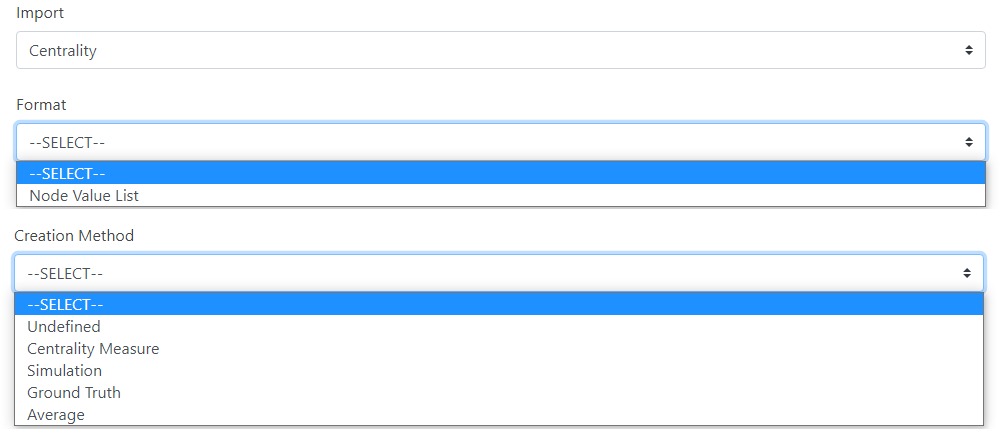 Import
Centrality
Format
--SELECT--
--SELECT--
Node Value List
Creation Method
--SELECT--
--SELECT--
Undefined
Centrality Measure
Simulation
Ground Truth
Average